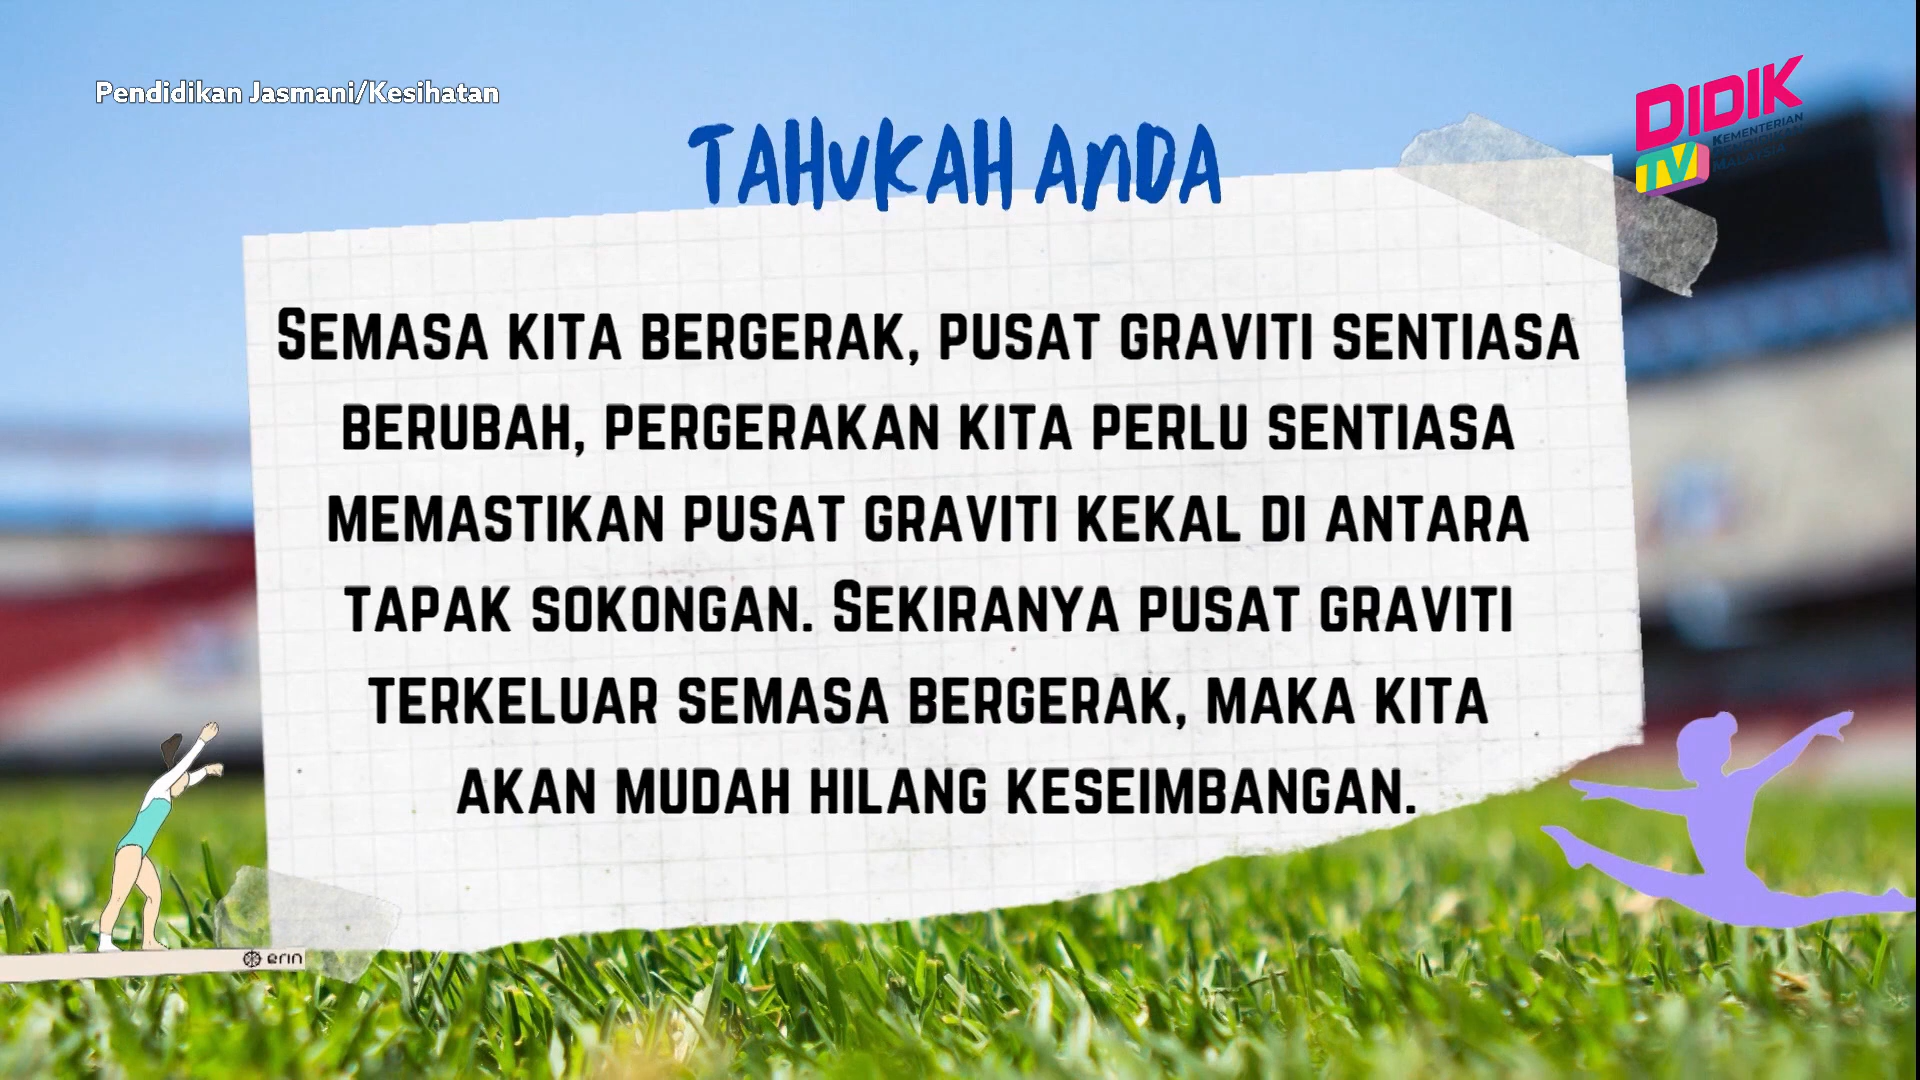 Pendidikan Jasmani/Kesihatan
DIDIK
TV
KEMENTERIAN
PENDIDIKAN
MALAYSIA
TAHUKAH ANDA
SEMASA KITA BERGERAK, PUSAT GRAVITI SENTIASA
BERUBAH, PERGERAKAN KITA PERLU SENTIASA
MEMASTIKAN PUSAT GRAVITI KEKAL DI ANTARA
TAPAK SOKONGAN. SEKIRANYA PUSAT GRAVITI
TERKELUAR SEMASA BERGERAK, MAKA KITA
AKAN MUDAH HILANG KESEIMBANGAN.
erin